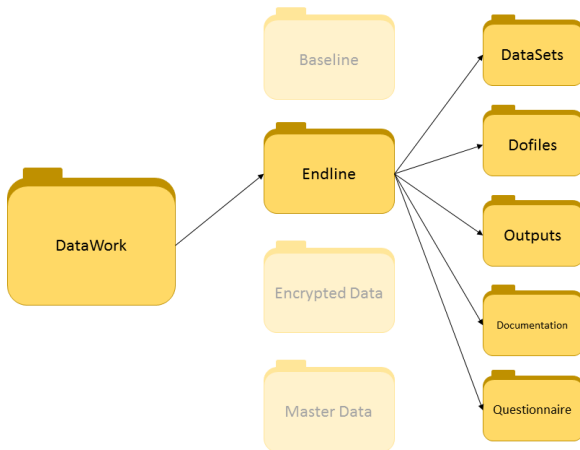 DataWork
Baseline
Endline
Encrypted Data
Master Data
DataSets
Dofiles
Outputs
Documentation
Questionnaire